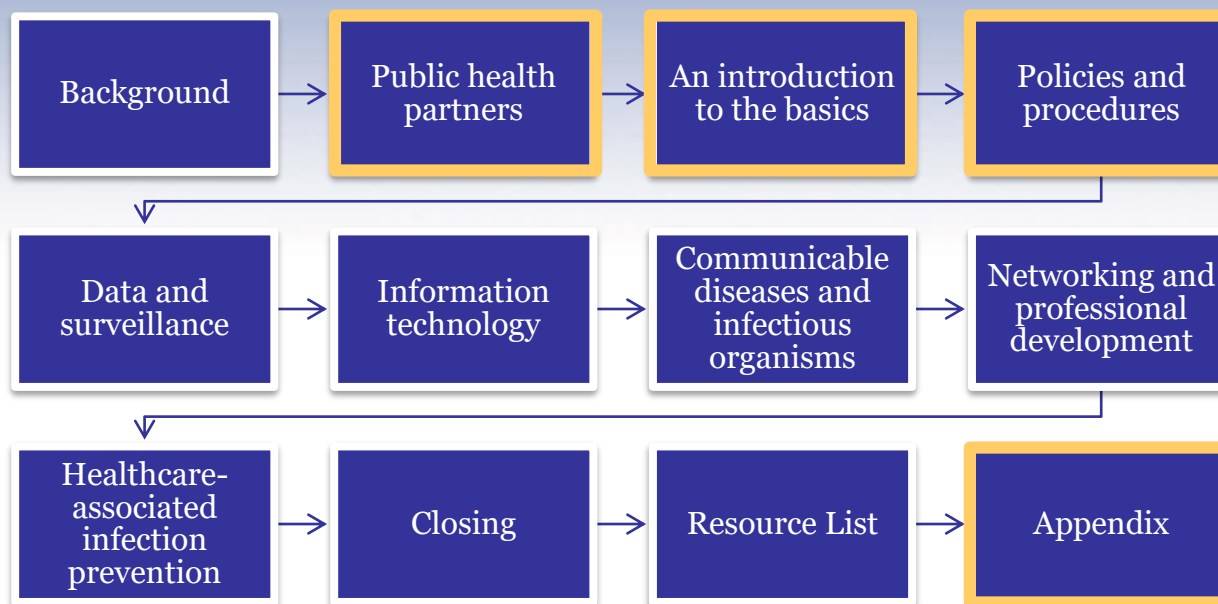 Background
Public health
partners
An introduction
to the basics
Policies and
procedures
Data and
surveillance
Information
technology
Communicable
diseases and
infectious
organisms
Networking and
professional
development
Healthcare-
associated
infection
prevention
Closing
Resource List
Appendix